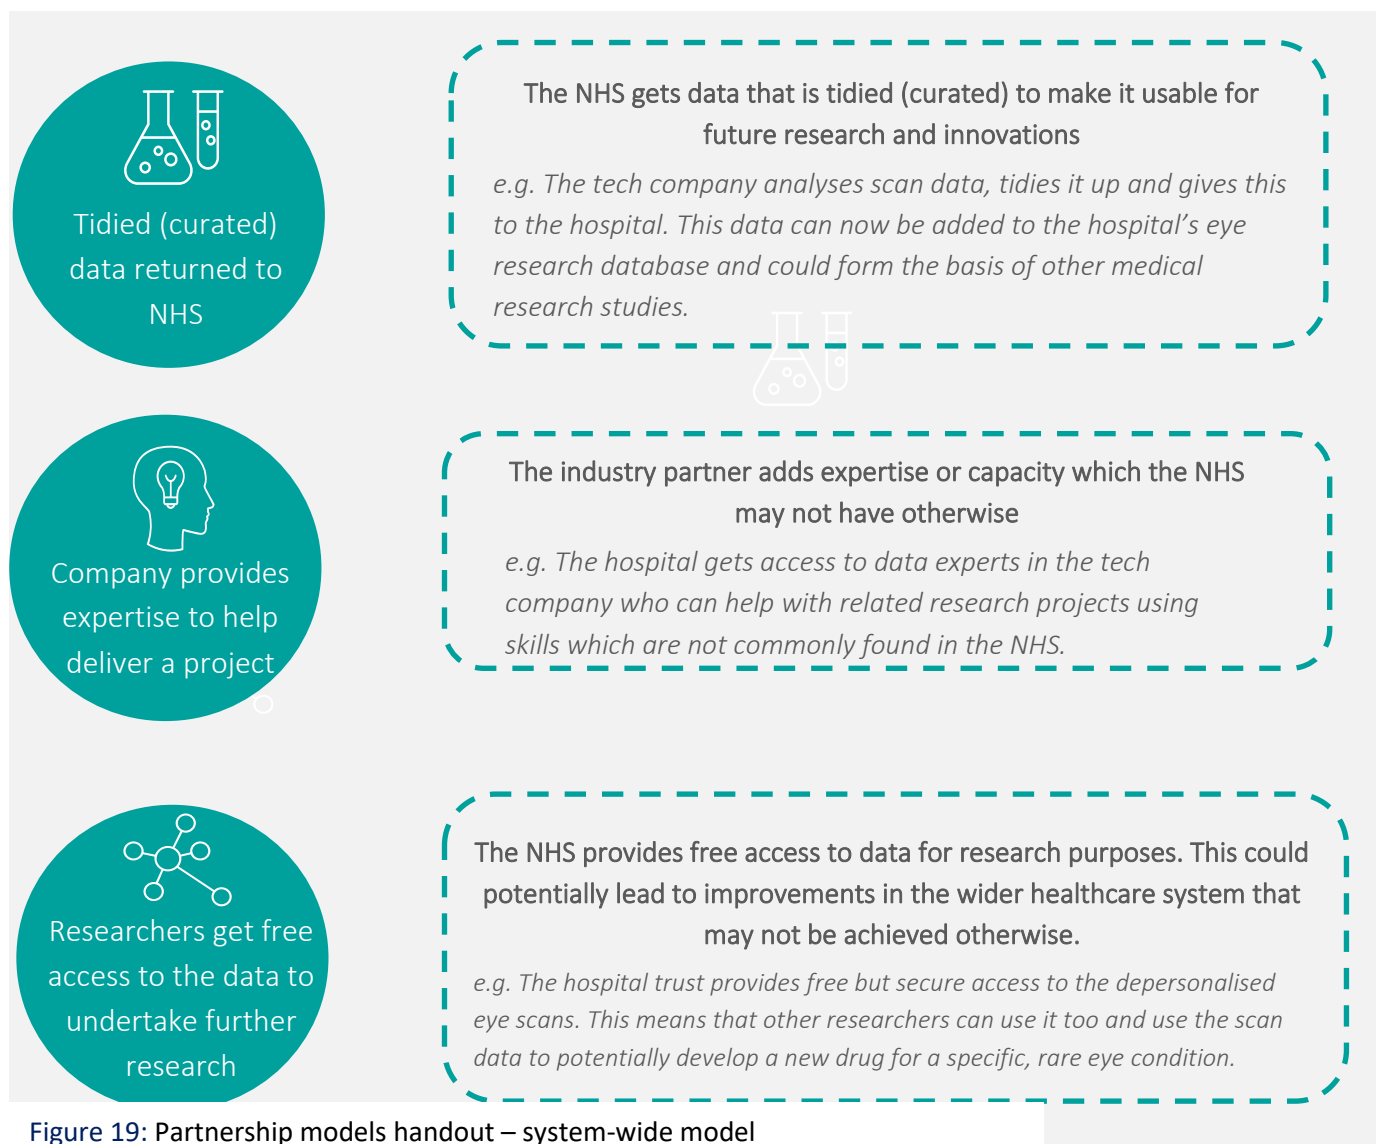 Tidied (curated)
data returned to
NHS
The NHS gets data that is tidied (curated) to make it usable for
future research and innovations
e.g. The tech company analyses scan data, tidies it up and gives this
to the hospital. This data can now be added to the hospital’s eye
research database and could form the basis of other medical
research studies.
Company provides
expertise to help
deliver a project
The industry partner adds expertise or capacity which the NHS
may not have otherwise
e.g. The hospital gets access to data experts in the tech
company who can help with related research projects using
skills which are not commonly found in the NHS.
Researchers get free
access to the data to
undertake further
research
The NHS provides free access to data for research purposes. This could
potentially lead to improvements in the wider healthcare system that
may not be achieved otherwise.
e.g. The hospital trust provides free but secure access to the depersonalised
eye scans. This means that other researchers can use it too and use the scan
data to potentially develop a new drug for a specific, rare eye condition.
Figure 19: Partnership models handout – system-wide model